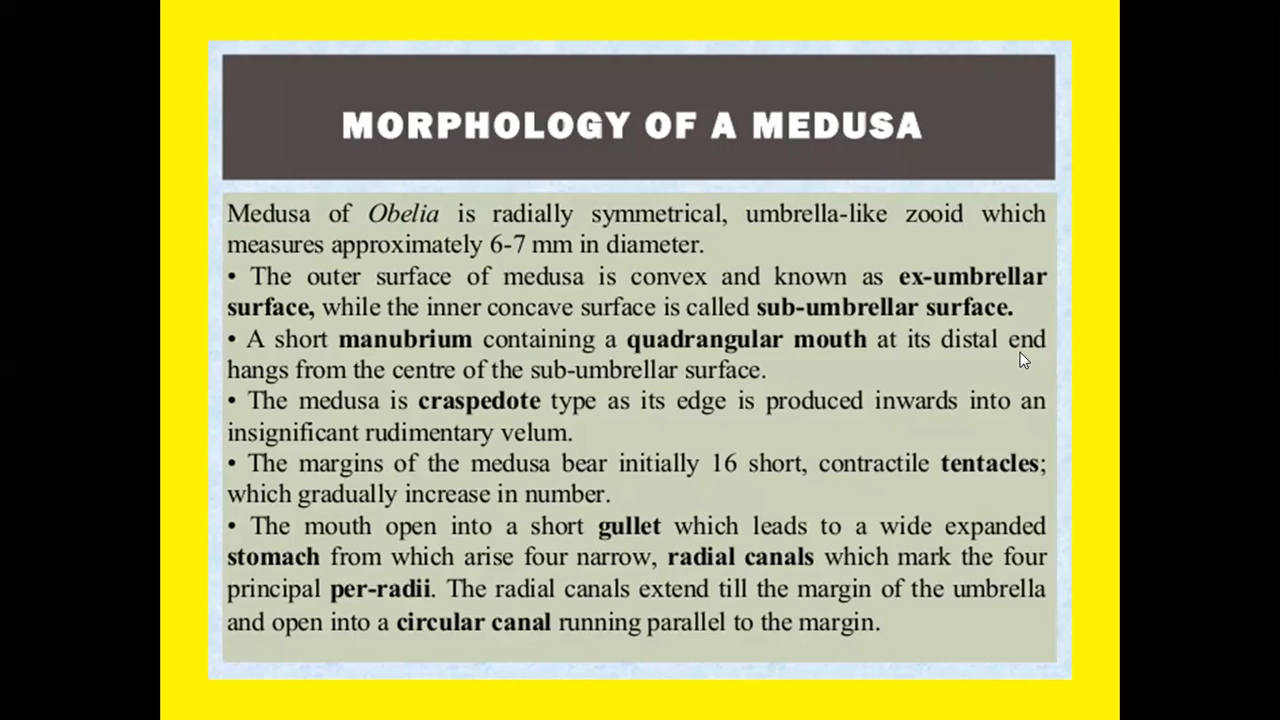 MORPHOLOGY OF A MEDUSA
Medusa of Obelia is radially symmetrical, umbrella-like zooid which
measures approximately 6-7 mm in diameter.
• The outer surface of medusa is convex and known as ex-umbrellar
surface, while the inner concave surface is called sub-umbrellar surface.
• A short manubrium containing a quadrangular mouth at its distal end
hangs from the centre of the sub-umbrellar surface.
• The medusa is craspedote type as its edge is produced inwards into an
insignificant rudimentary velum.
• The margins of the medusa bear initially 16 short, contractile tentacles;
which gradually increase in number.
• The mouth open into a short gullet which leads to a wide expanded
stomach from which arise four narrow, radial canals which mark the four
principal per-radii. The radial canals extend till the margin of the umbrella
and open into a circular canal running parallel to the margin.